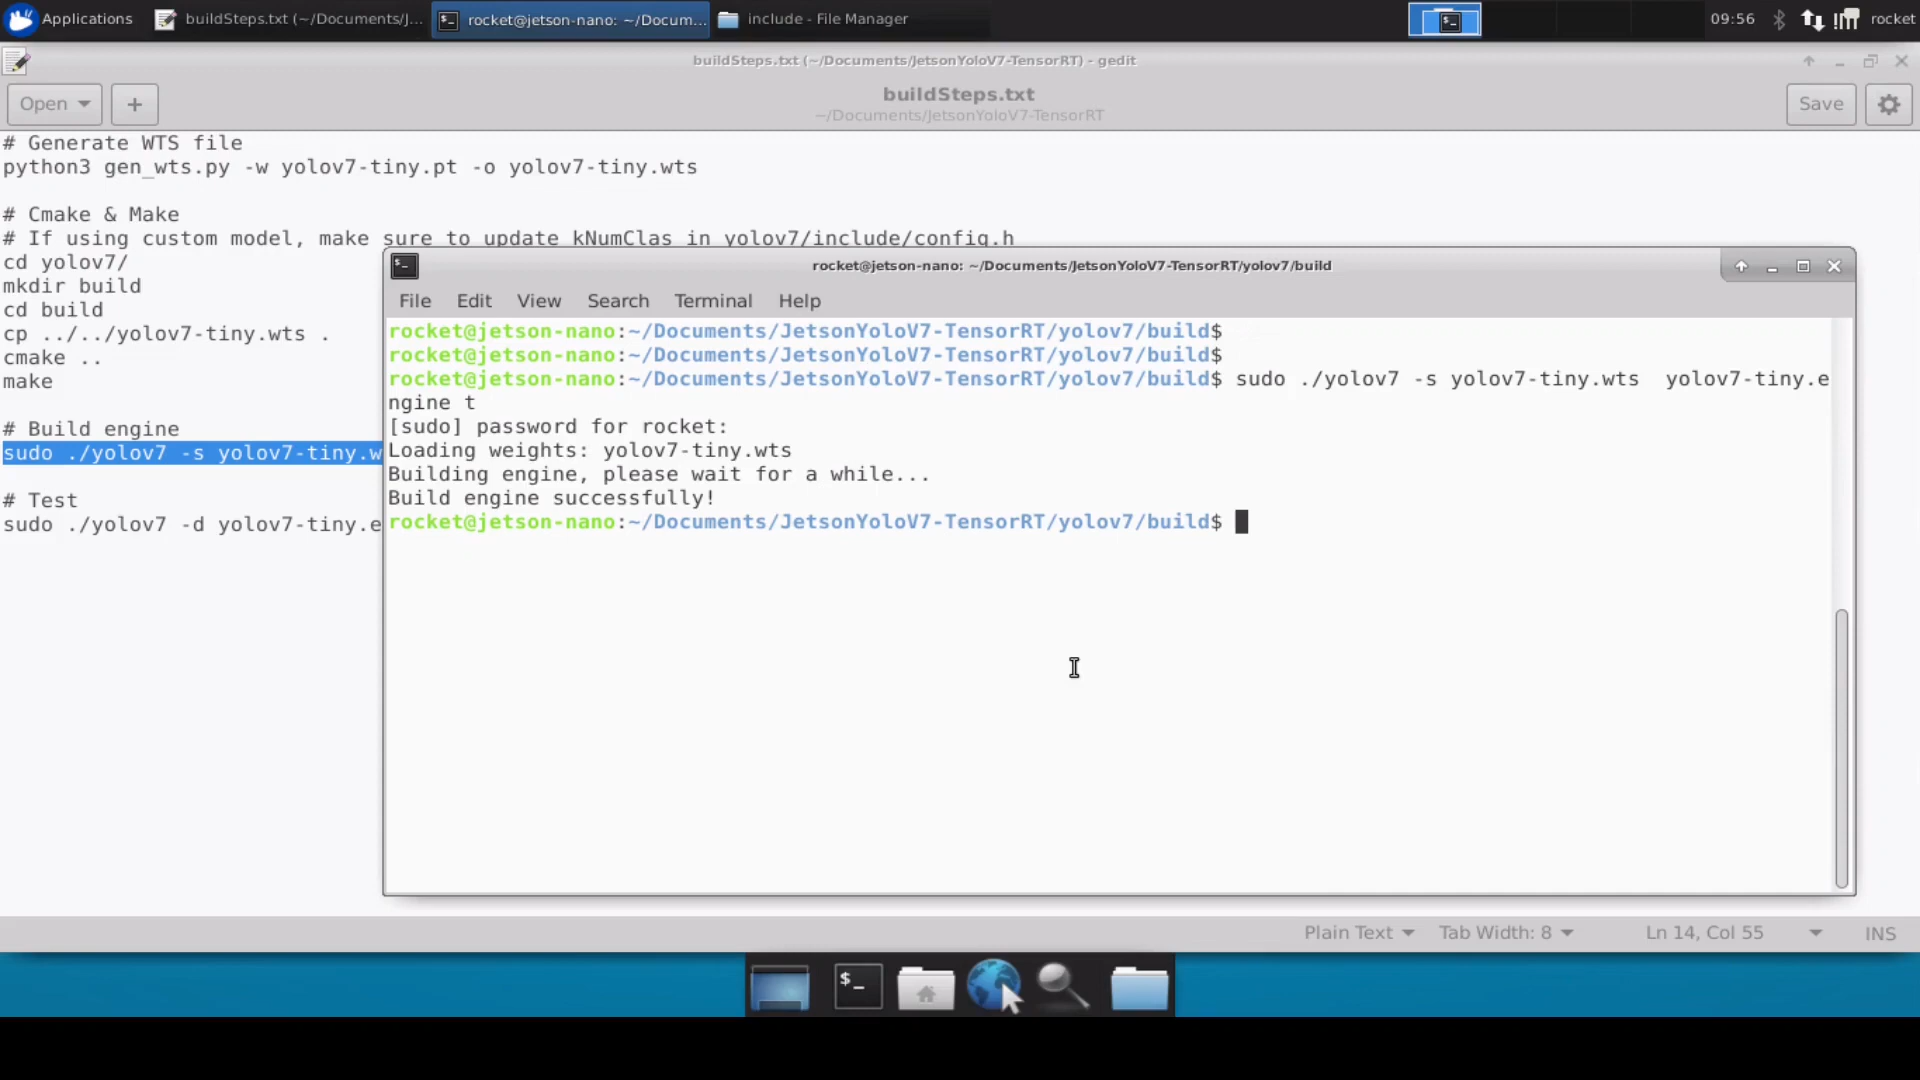 Applications
buildSteps.txt (~/Documents/J...
rocket@jetson-nano: ~/Docum...
include - File Manager
09:56
rocket
buildSteps.txt (~/Documents/JetsonYoloV7-TensorRT) - gedit
Open
+
buildSteps.txt
~/Documents/JetsonYoloV7-TensorRT
Save
# Generate WTS file
python3 gen_wts.py -w yolov7-tiny.pt -o yolov7-tiny.wts
# Cmake & Make
# If using custom model, make sure to update kNumClas in yolov7/include/config.h
cd yolov7/
mkdir build
cd build
cp ../../yolov7-tiny.wts .
cmake ..
make
# Build engine
sudo ./yolov7 -s yolov7-tiny.w
# Test
sudo ./yolov7 -d yolov7-tiny.e
rocket@jetson-nano: ~/Documents/JetsonYoloV7-TensorRT/yolov7/build
File Edit View Search Terminal Help
rocket@jetson-nano:~/Documents/JetsonYoloV7-TensorRT/yolov7/build$
rocket@jetson-nano:~/Documents/JetsonYoloV7-TensorRT/yolov7/build$
rocket@jetson-nano:~/Documents/JetsonYoloV7-TensorRT/yolov7/build$ sudo ./yolov7 -s yolov7-tiny.wts  yolov7-tiny.e
ngine t
[sudo] password for rocket:
Loading weights: yolov7-tiny.wts
Building engine, please wait for a while...
Build engine successfully!
rocket@jetson-nano:~/Documents/JetsonYoloV7-TensorRT/yolov7/build$
Plain Text
Tab Width: 8
Ln 14, Col 55
INS
$_